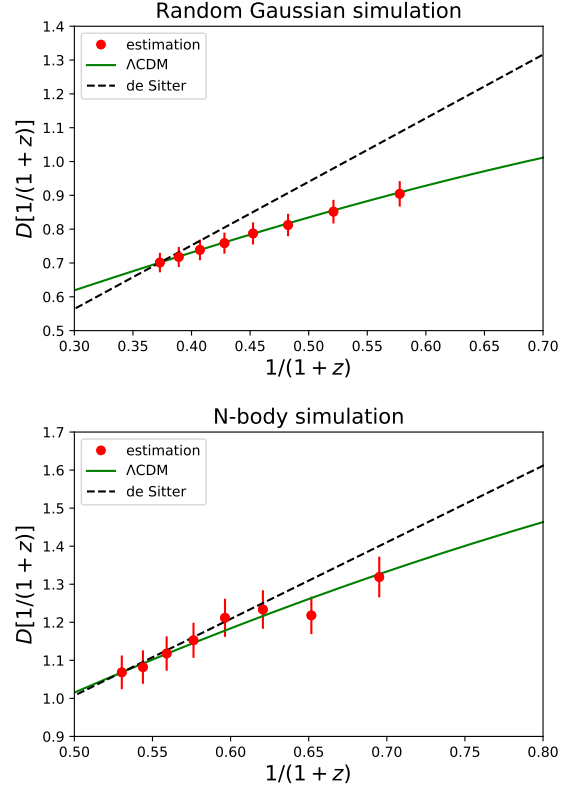 Random Gaussian simulation
1.4
1.3
1.2
1.1
1.0
0.9
0.8
0.7
0.6
0.5
D[1/(1 + z)]
estimation
ΛCDM
de Sitter
0.30 0.35 0.40 0.45 0.50 0.55 0.60 0.65 0.70
1/(1 + z)
N-body simulation
1.7
1.6
1.5
1.4
1.3
1.2
1.1
1.0
0.9
D[1/(1 + z)]
estimation
ΛCDM
de Sitter
0.50 0.55 0.60 0.65 0.70 0.75 0.80
1/(1 + z)